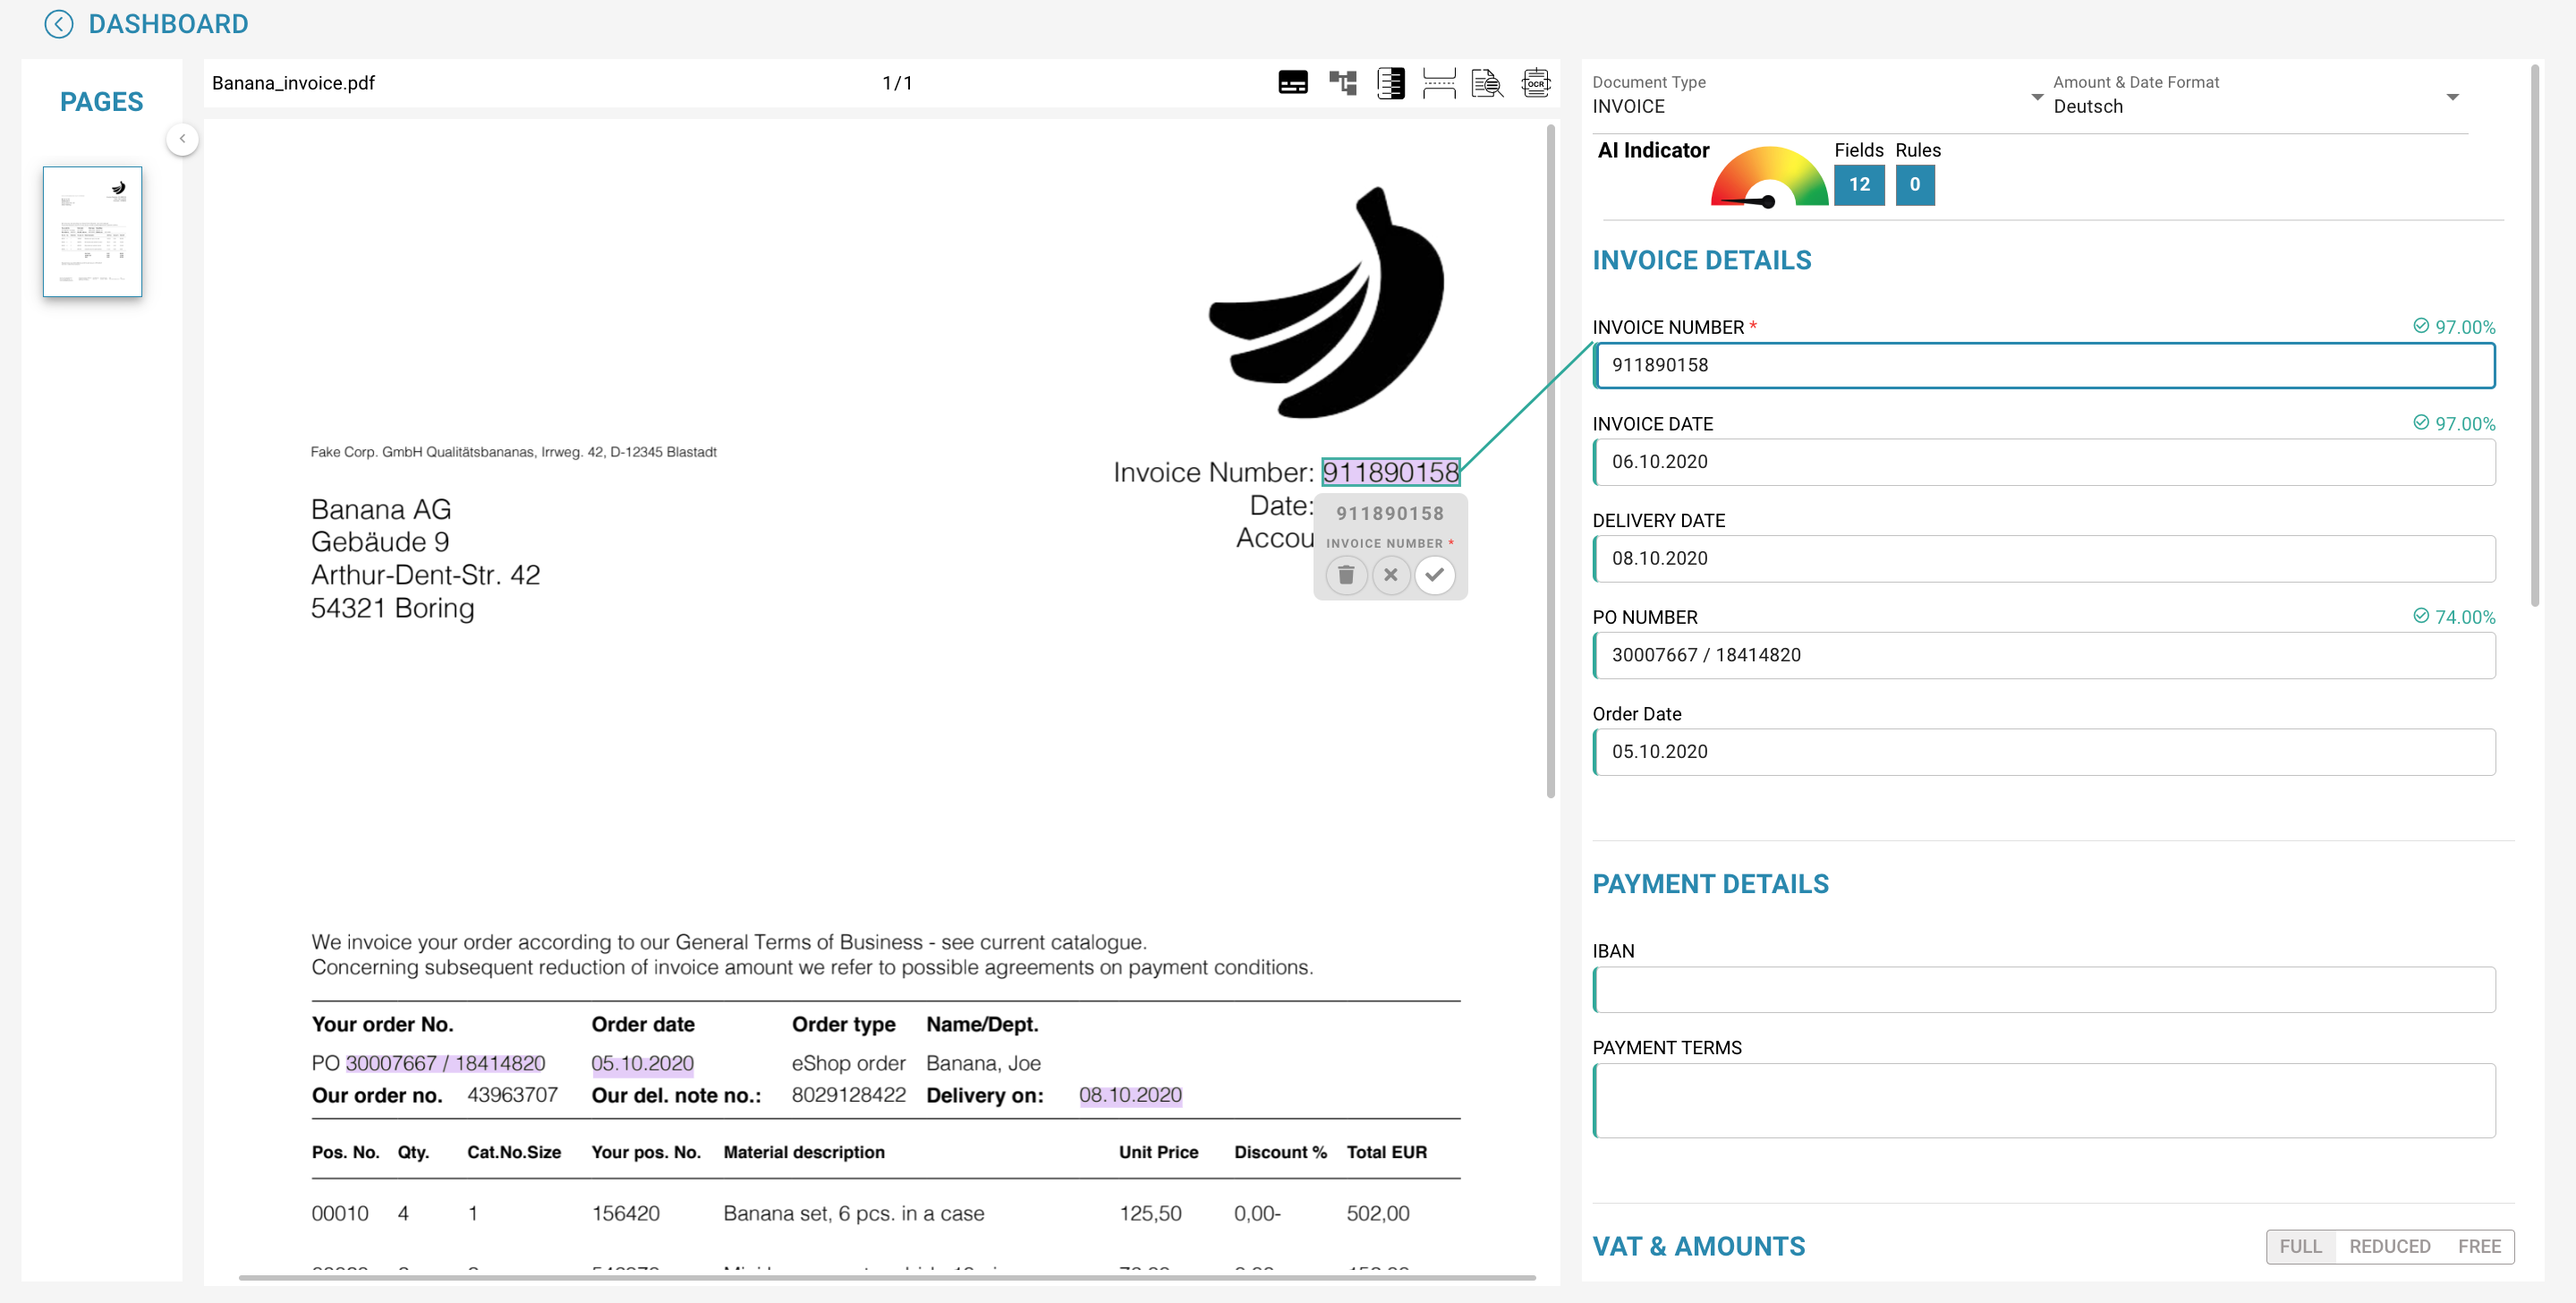 DASHBOARD
PAGES
Banana_invoice.pdf
1/1
OCR
Fake Corp. GmbH Qualitätsbananas, Irrweg. 42, D-12345 Blastadt
Banana AG
Gebäude 9
Arthur-Dent-Str. 42
54321 Boring
Invoice Number: 911890158
Date:
Accou
911890158
INVOICE NUMBER *
We invoice your order according to our General Terms of Business - see current catalogue.
Concerning subsequent reduction of invoice amount we refer to possible agreements on payment conditions.
Your order No. Order date Order type Name/Dept.
PO 30007667 / 18414820 05.10.2020 eShop order Banana, Joe
Our order no. 43963707 Our del. note no.: 8029128422 Delivery on: 08.10.2020
Pos. No. Qty. Cat.No.Size Your pos. No. Material description Unit Price Discount % Total EUR
00010 4 1 156420 Banana set, 6 pcs. in a case 125,50 0,00- 502,00
Document Type
INVOICE
Amount & Date Format
Deutsch
AI Indicator
Fields Rules
12 0
INVOICE DETAILS
INVOICE NUMBER * 97.00%
911890158
INVOICE DATE 97.00%
06.10.2020
DELIVERY DATE
08.10.2020
PO NUMBER 74.00%
30007667 / 18414820
Order Date
05.10.2020
PAYMENT DETAILS
IBAN
PAYMENT TERMS
VAT & AMOUNTS
FULL REDUCED FREE